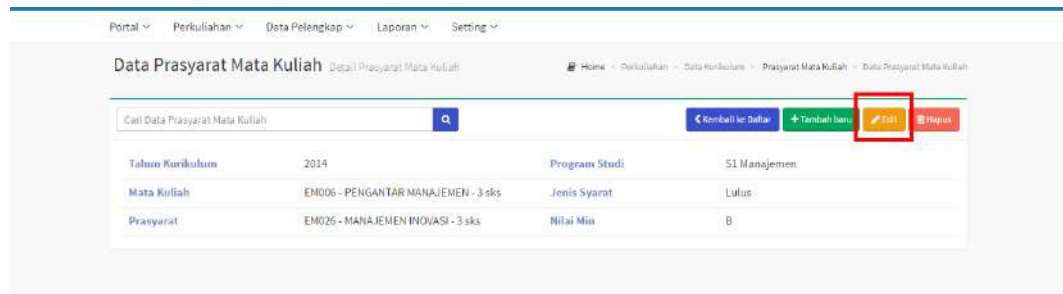 Portal Perkuliahan Data Pelengkap Laporan Setting
Data Prasyarat Mata Kuliah Detail Prasyarat Mata Kuliah Home > Perkuliahan > Data Kurikulum > Prasyarat Mata Kuliah > Data Prasyarat Mata Kuliah
Cari Data Prasyarat Mata Kuliah Kembali ke Daftar + Tambah baru Edit Hapus
Tahun Kurikulum 2014 Program Studi S1 Manajemen
Mata Kuliah EM006 - PENGANTAR MANAJEMEN - 3 sks Jenis Syarat Lulus
Prasyarat EM026 - MANAJEMEN INOVASI - 3 sks Nilai Min B